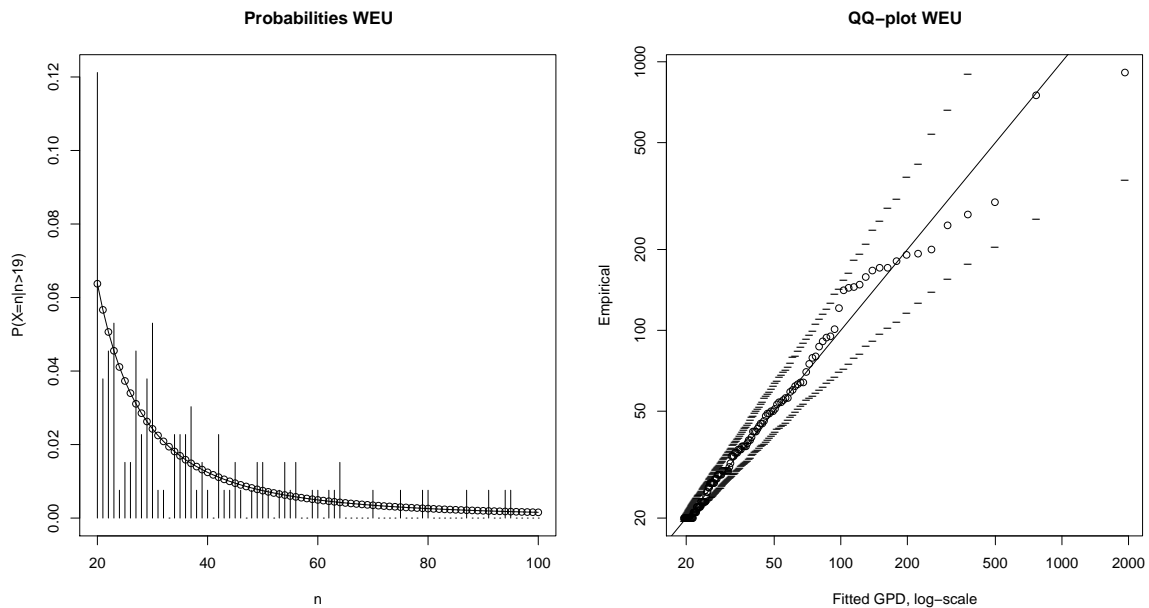 Probabilities WEU
P(X=n|n>19)
0.12
0.10
0.08
0.06
0.04
0.02
0.00
20 40 60 80 100
n
QQ−plot WEU
Empirical
1000
500
200
100
50
20
20 50 100 200 500 1000 2000
Fitted GPD, log−scale